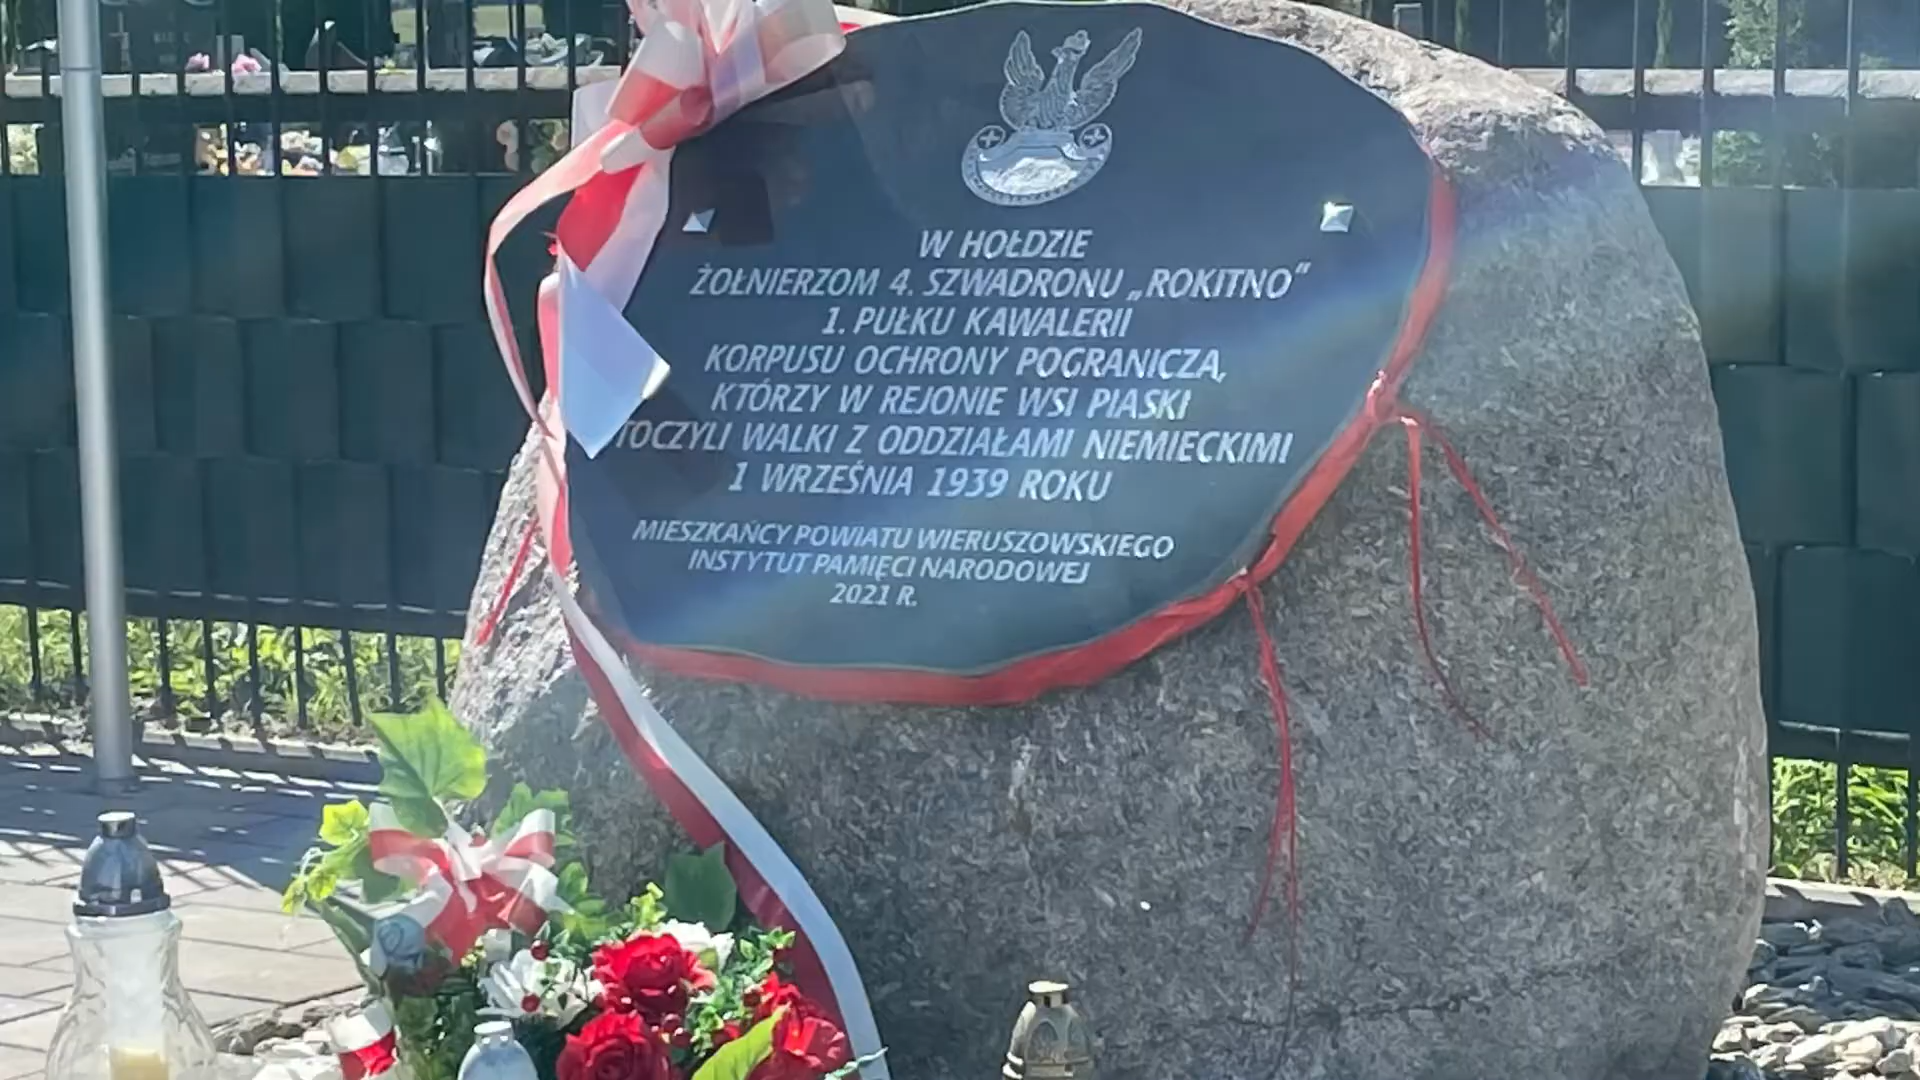 W HOŁDZIE
ŻOŁNIERZOM 4. SZWADRONU „ROKITNO"
1. PUŁKU KAWALERII
KORPUSU OCHRONY POGRANICZA,
KTÓRZY W REJONIE WSI PIASKI
TOCZYLI WALKI Z ODDZIAŁAMI NIEMIECKIMI
1 WRZEŚNIA 1939 ROKU
MIESZKAŃCY POWIATU WIERUSZOWSKIEGO
INSTYTUT PAMIĘCI NARODOWEJ
2021 R.